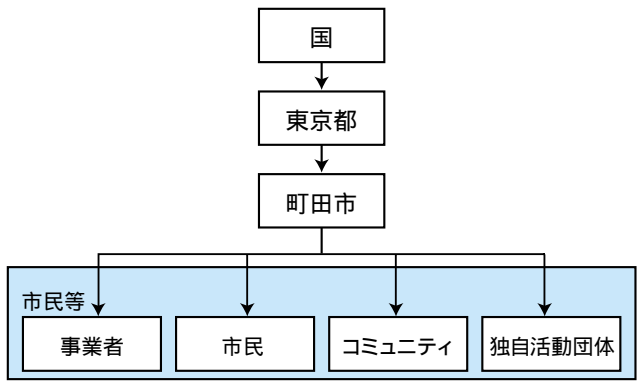 国
東京都
町田市
市民等
事業者
市民
コミュニティ
独自活動団体